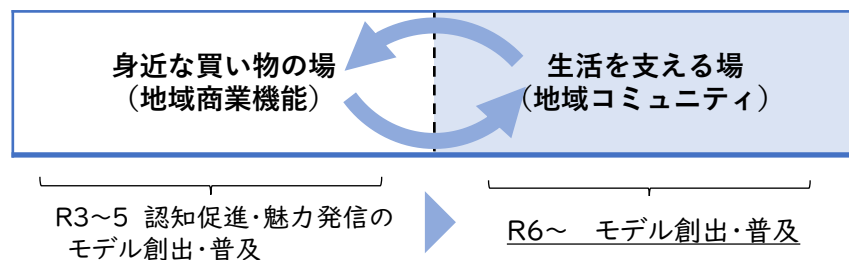 身近な買い物の場
（地域商業機能）
生活を支える場
（地域コミュニティ）
R3～5 認知促進・魅力発信の
モデル創出・普及
R6～　モデル創出・普及